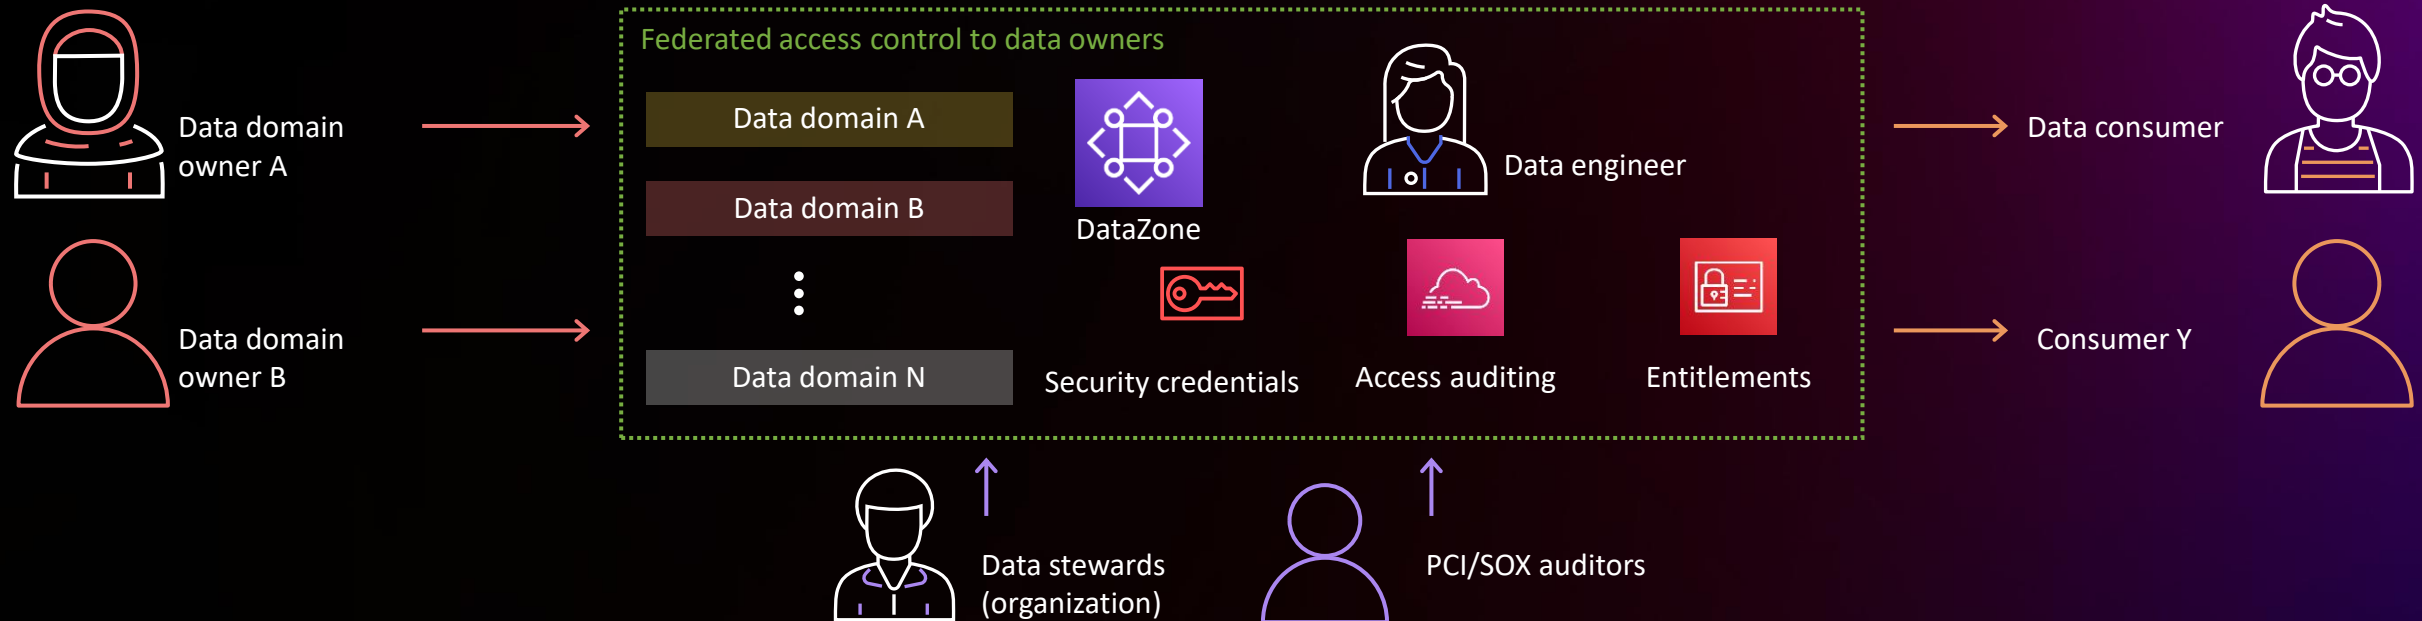 Federated access control to data owners
Data domain
owner A
Data domain A
Data domain B
DataZone
Data engineer
Data consumer
Data domain
owner B
Data domain N
Security credentials
Access auditing
Entitlements
Consumer Y
Data stewards
(organization)
PCI/SOX auditors